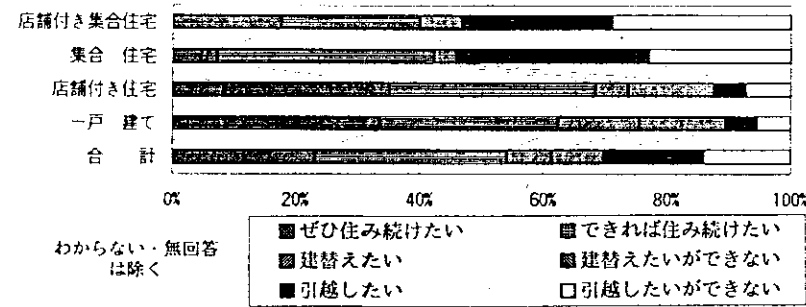 店舗付き集合住宅
集合 住宅
店舗付き住宅
一戸 建て
合 計
0% 20% 40% 60% 80% 100%
わからない・無回答
は除く
ぜひ住み続けたい できれば住み続けたい
建替えたい 建替えたいができない
引越したい 引越したいができない